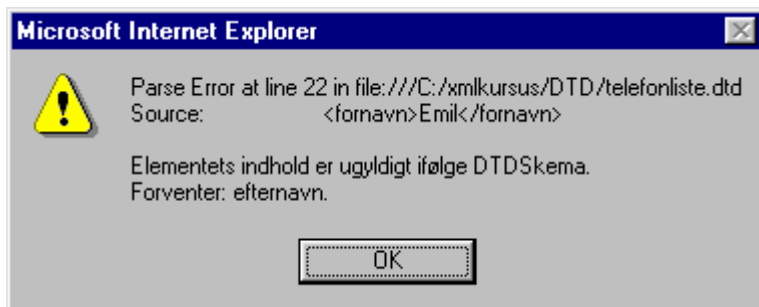 Microsoft Internet Explorer
Parse Error at line 22 in file:///C:/xmlkursus/DTD/telefonliste.dtd
Source: <fornavn>Emil</fornavn>
Elementets indhold er ugyldigt ifølge DTDSkema.
Forventer: efternavn.
OK